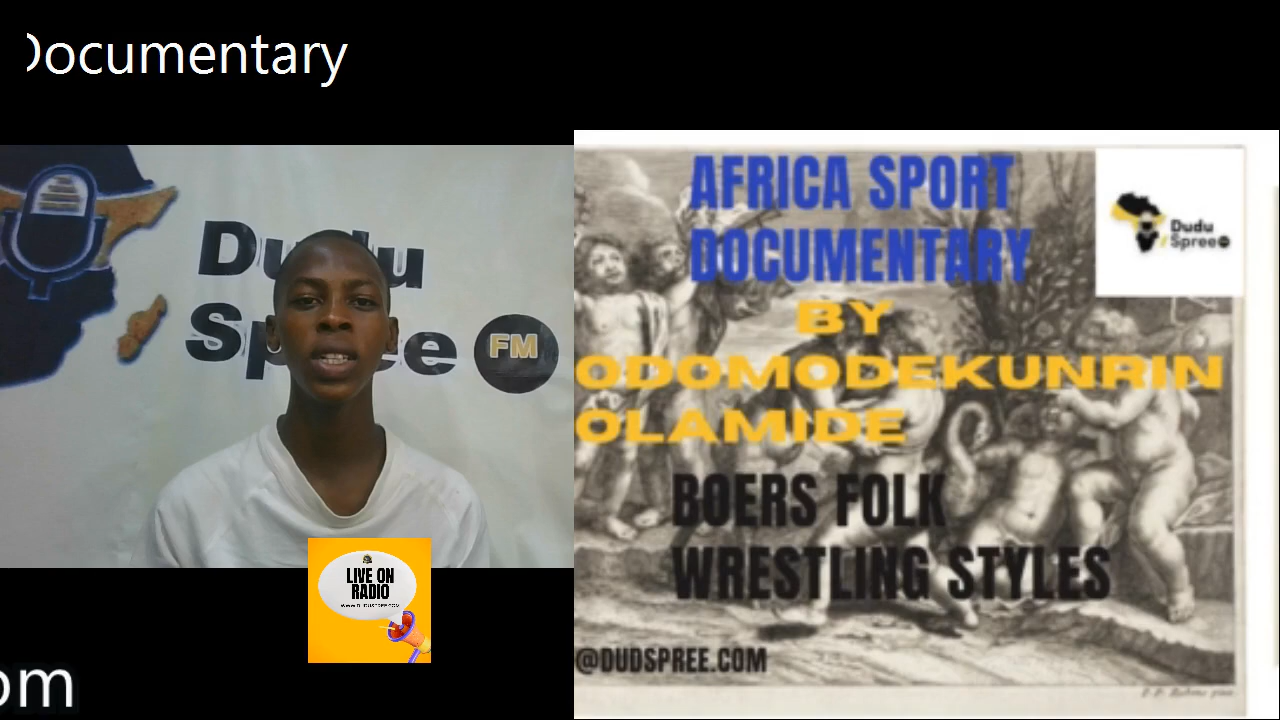 Documentary
Dudu
Spree FM
LIVE ON
RADIO
om
AFRICA SPORT
DOCUMENTARY
BY
ODOMODEKUNRIN
OLAMIDE
BOERS FOLK
WRESTLING STYLES
@DUDSPREE.COM
Dudu
Spree